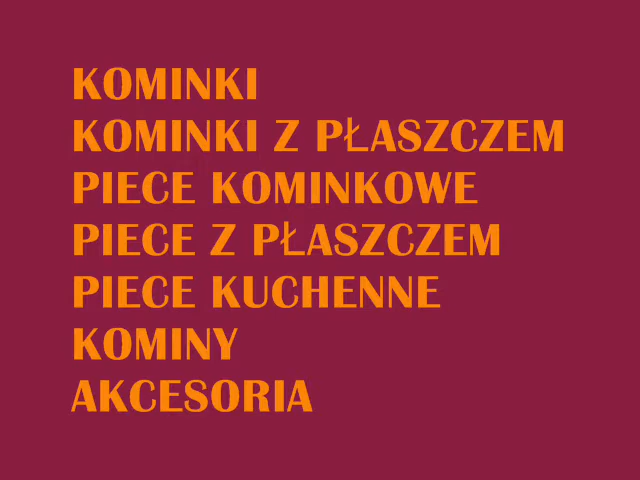 KOMINKI
KOMINKI Z PŁASZCZEM
PIECE KOMINKOWE
PIECE Z PŁASZCZEM
PIECE KUCHENNE
KOMINY
AKCESORIA